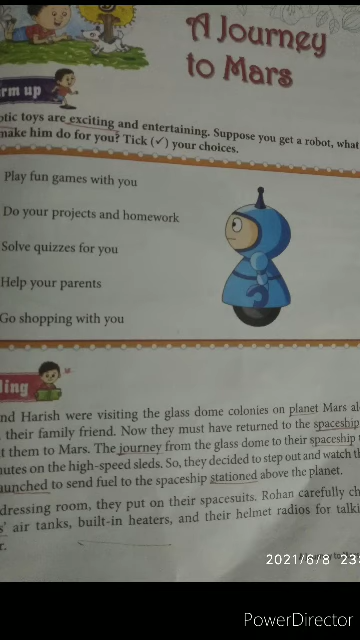 A Journey
to Mars
rm up
otic toys are exciting and entertaining. Suppose you get a robot, what
make him do for you? Tick (✓) your choices.
Play fun games with you
Do your projects and homework
Solve quizzes for you
Help your parents
Go shopping with you
ding
nd Harish were visiting the glass dome colonies on planet Mars al
their family friend. Now they must have returned to the spaceship
t them to Mars. The journey from the glass dome to their spaceship
nutes on the high-speed sleds. So, they decided to step out and watch th
aunched to send fuel to the spaceship stationed above the planet.
dressing room, they put on their spacesuits. Rohan carefully ch
s' air tanks, built-in heaters, and their helmet radios for talki
r.
2021/6/8 23:
PowerDirector